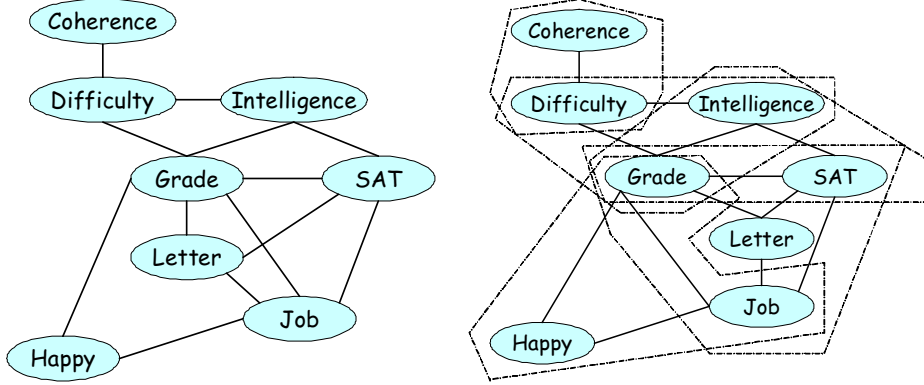 Coherence
Difficulty
Intelligence
Grade
SAT
Letter
Job
Happy
Coherence
Difficulty
Intelligence
Grade
SAT
Letter
Job
Happy